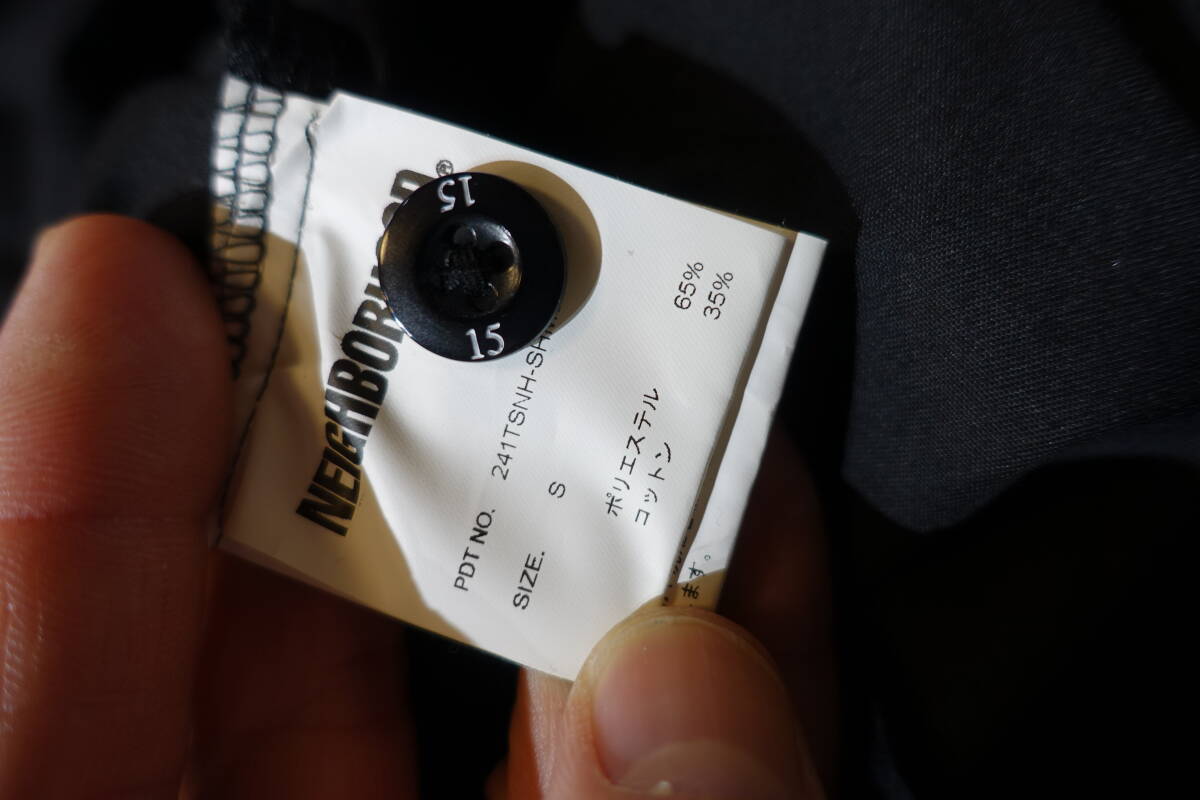 NEIGHBORHOOD®
15
15
PDT NO. 241TSNH-SH
SIZE. S
ポリエステル 65%
コットン 35%
ます。